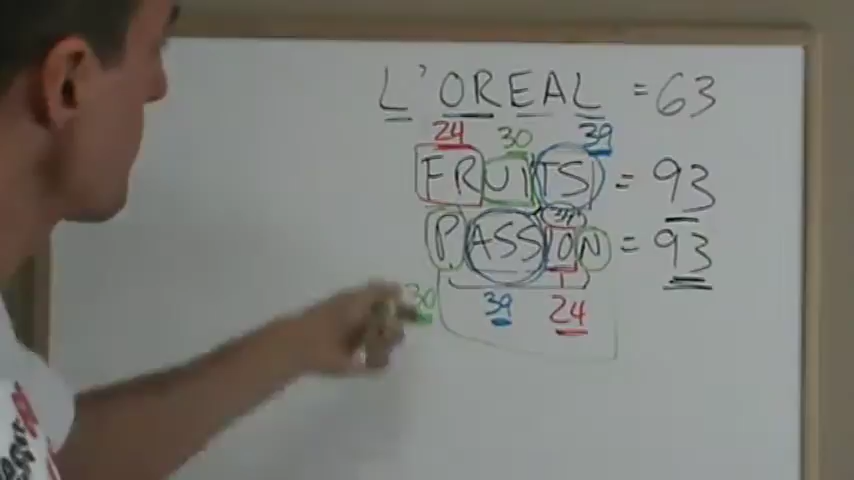 L'OREAL = 63
24 30 39
FRUITS = 93
PASSION = 93
30 39 24